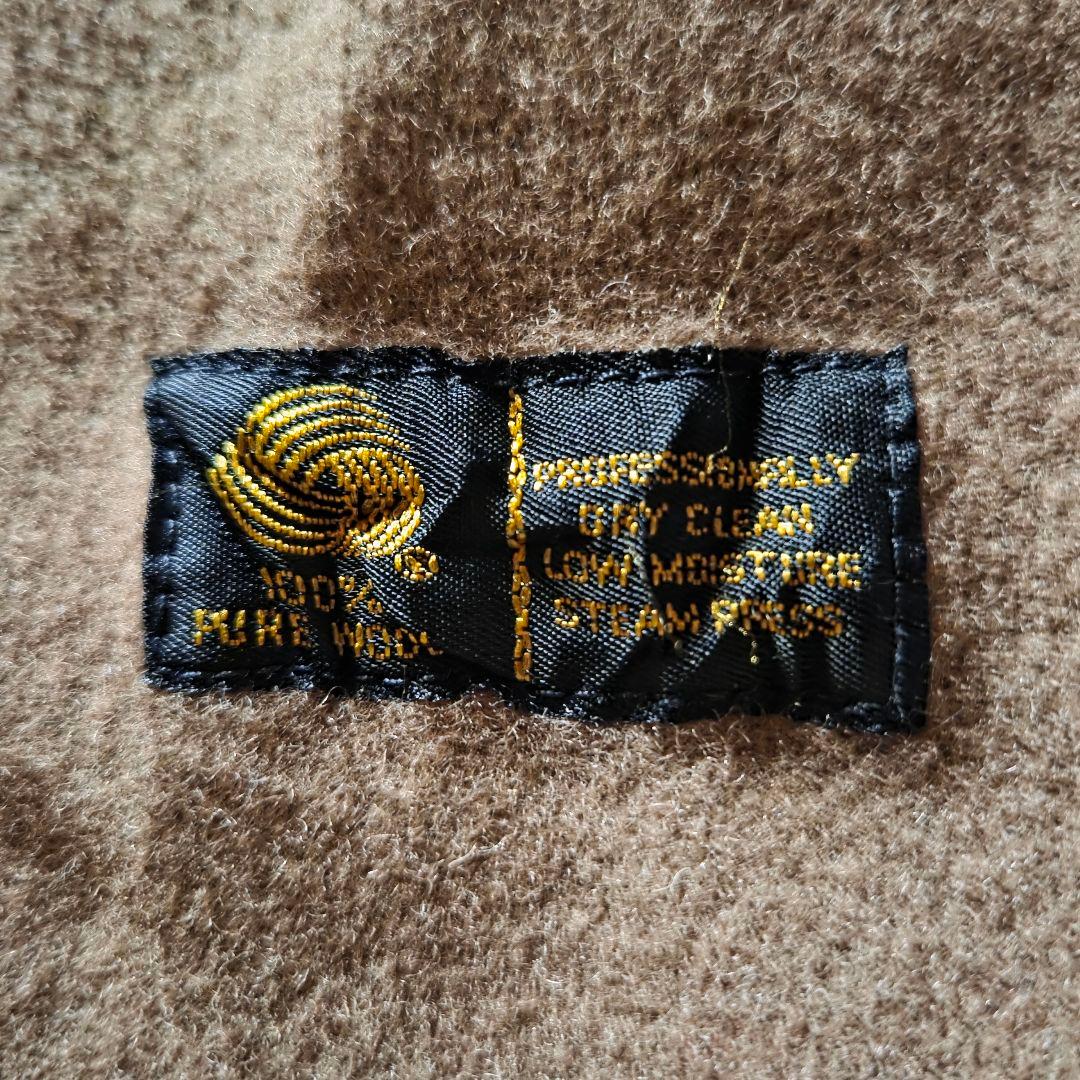 ®
100%
PURE WOOL
PROFESSIONALLY
DRY CLEAN
LOW MOISTURE
STEAM PRESS